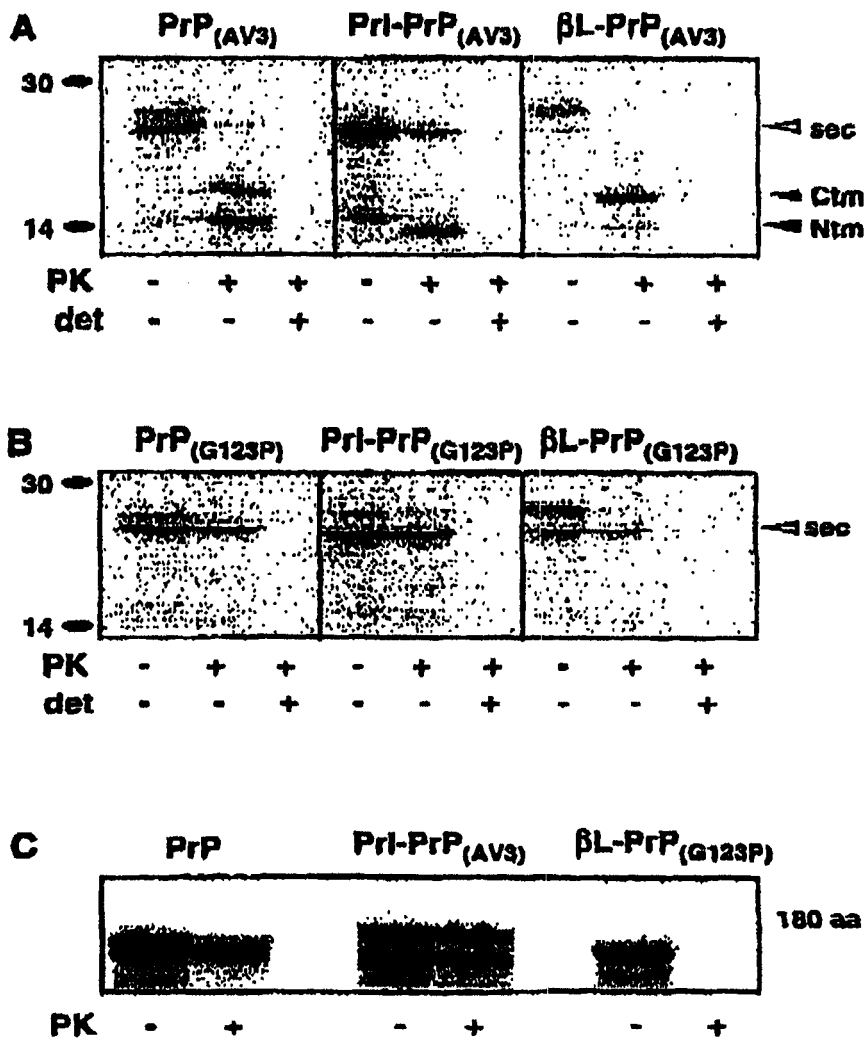 A PrP(AV3) Prl-PrP(AV3) βL-PrP(AV3)
30
sec
Ctm
14 Ntm
PK - + + - + + - + +
det - - + - - + - - +
B PrP(G123P) Prl-PrP(G123P) βL-PrP(G123P)
30
sec
14
PK - + + - + + - + +
det - - + - - + - - +
C PrP Prl-PrP(AV3) βL-PrP(G123P)
180 aa
PK - + - + - +